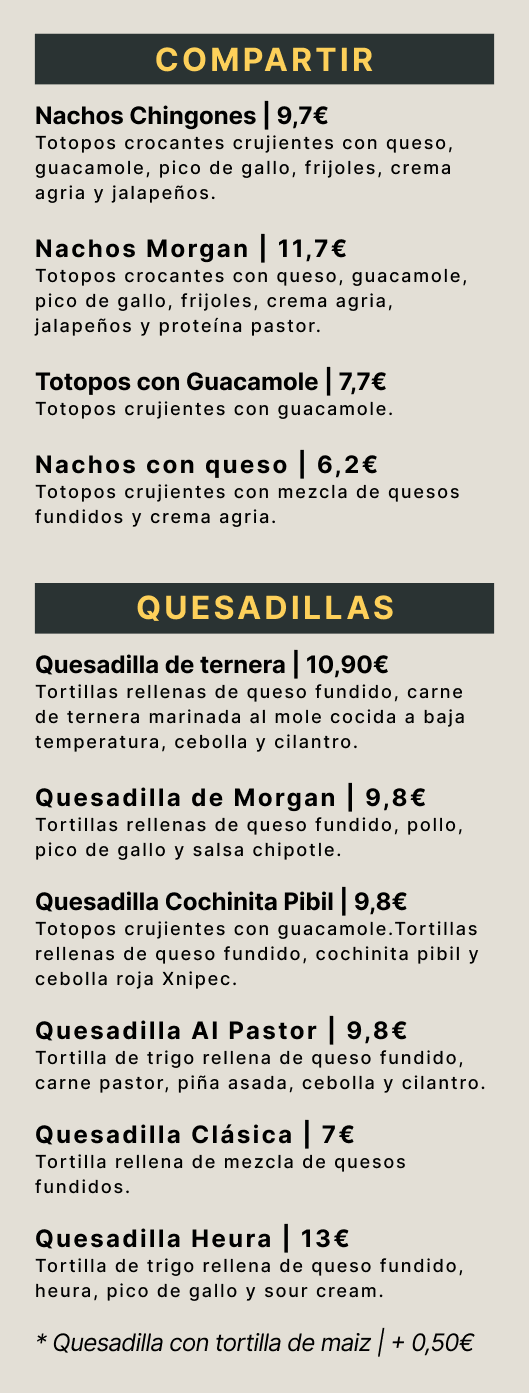 COMPARTIR
Nachos Chingones | 9,7€
Totopos crocantes crujientes con queso,
guacamole, pico de gallo, frijoles, crema
agria y jalapeños.
Nachos Morgan | 11,7€
Totopos crocantes con queso, guacamole,
pico de gallo, frijoles, crema agria,
jalapeños y proteína pastor.
Totopos con Guacamole | 7,7€
Totopos crujientes con guacamole.
Nachos con queso | 6,2€
Totopos crujientes con mezcla de quesos
fundidos y crema agria.
QUESADILLAS
Quesadilla de ternera | 10,90€
Tortillas rellenas de queso fundido, carne
de ternera marinada al mole cocida a baja
temperatura, cebolla y cilantro.
Quesadilla de Morgan | 9,8€
Tortillas rellenas de queso fundido, pollo,
pico de gallo y salsa chipotle.
Quesadilla Cochinita Pibil | 9,8€
Totopos crujientes con guacamole.Tortillas
rellenas de queso fundido, cochinita pibil y
cebolla roja Xnipec.
Quesadilla Al Pastor | 9,8€
Tortilla de trigo rellena de queso fundido,
carne pastor, piña asada, cebolla y cilantro.
Quesadilla Clásica | 7€
Tortilla rellena de mezcla de quesos
fundidos.
Quesadilla Heura | 13€
Tortilla de trigo rellena de queso fundido,
heura, pico de gallo y sour cream.
* Quesadilla con tortilla de maiz | + 0,50€